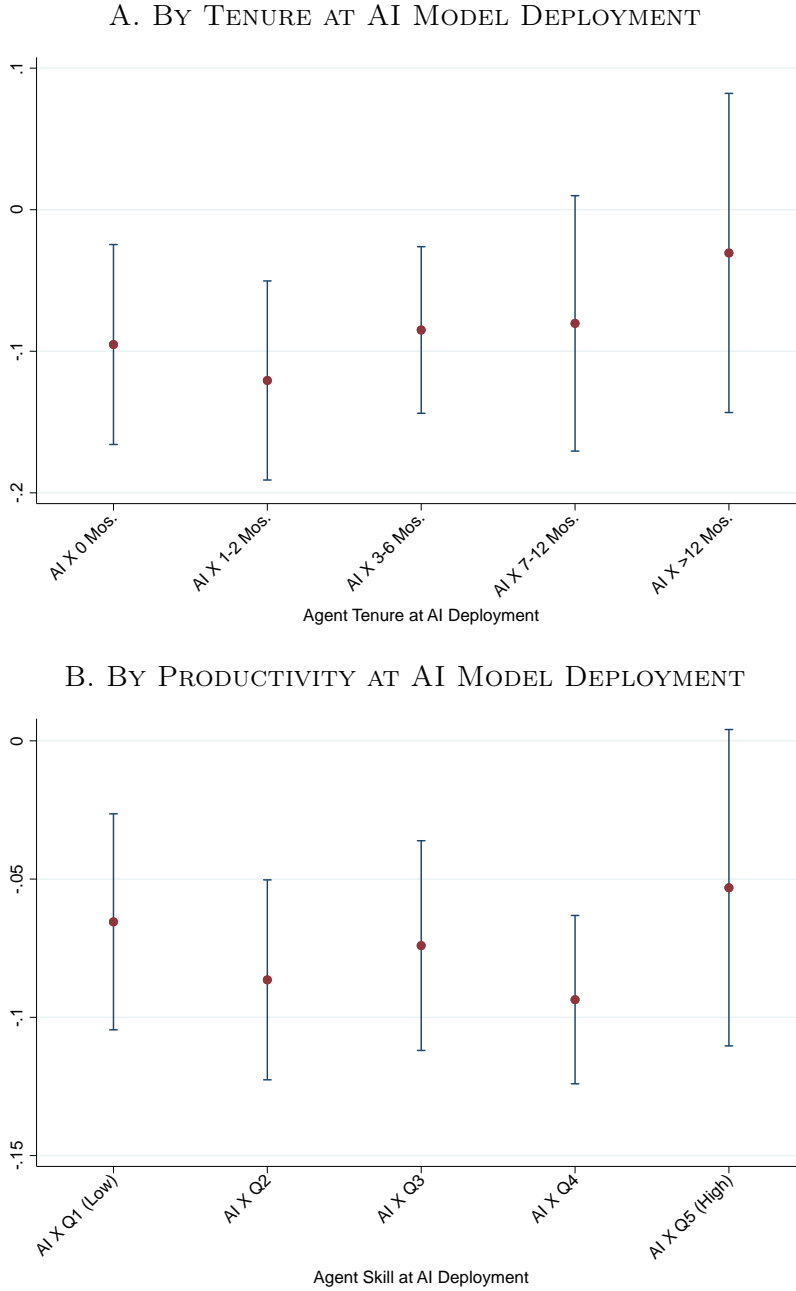 A. By Tenure at AI Model Deployment
.1
0
-.1
-.2
AI X 0 Mos.
AI X 1-2 Mos.
AI X 3-6 Mos.
AI X 7-12 Mos.
AI X >12 Mos.
Agent Tenure at AI Deployment
B. By Productivity at AI Model Deployment
0
-.05
-.1
-.15
AI X Q1 (Low)
AI X Q2
AI X Q3
AI X Q4
AI X Q5 (High)
Agent Skill at AI Deployment